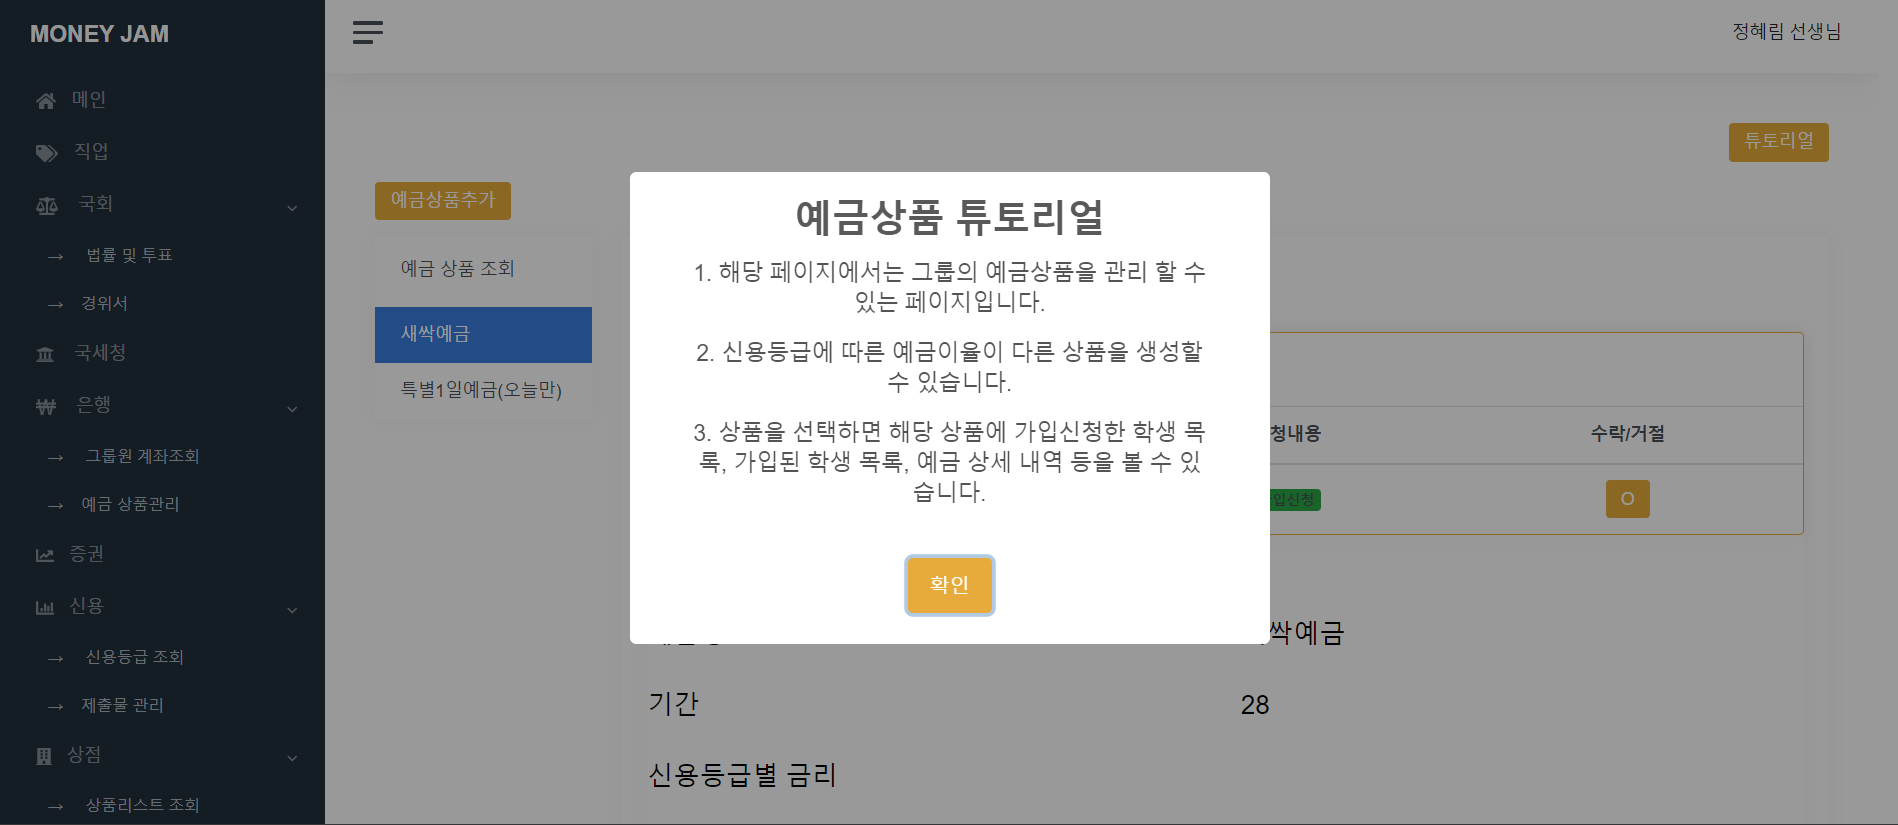 MONEY JAM
정혜림 선생님
메인
직업
국회
법률 및 투표
경위서
국세청
은행
그룹원 계좌조회
예금 상품관리
증권
신용
신용등급 조회
제출물 관리
상점
상품리스트 조회
튜토리얼
예금상품추가
예금 상품 조회
새싹예금
특별1일예금(오늘만)
예금상품 튜토리얼
1. 해당 페이지에서는 그룹의 예금상품을 관리 할 수
있는 페이지입니다.
2. 신용등급에 따른 예금이율이 다른 상품을 생성할
수 있습니다.
3. 상품을 선택하면 해당 상품에 가입신청한 학생 목
록, 가입된 학생 목록, 예금 상세 내역 등을 볼 수 있
습니다.
확인
청내용
수락/거절
입신청
O
싹예금
기간
28
신용등급별 금리